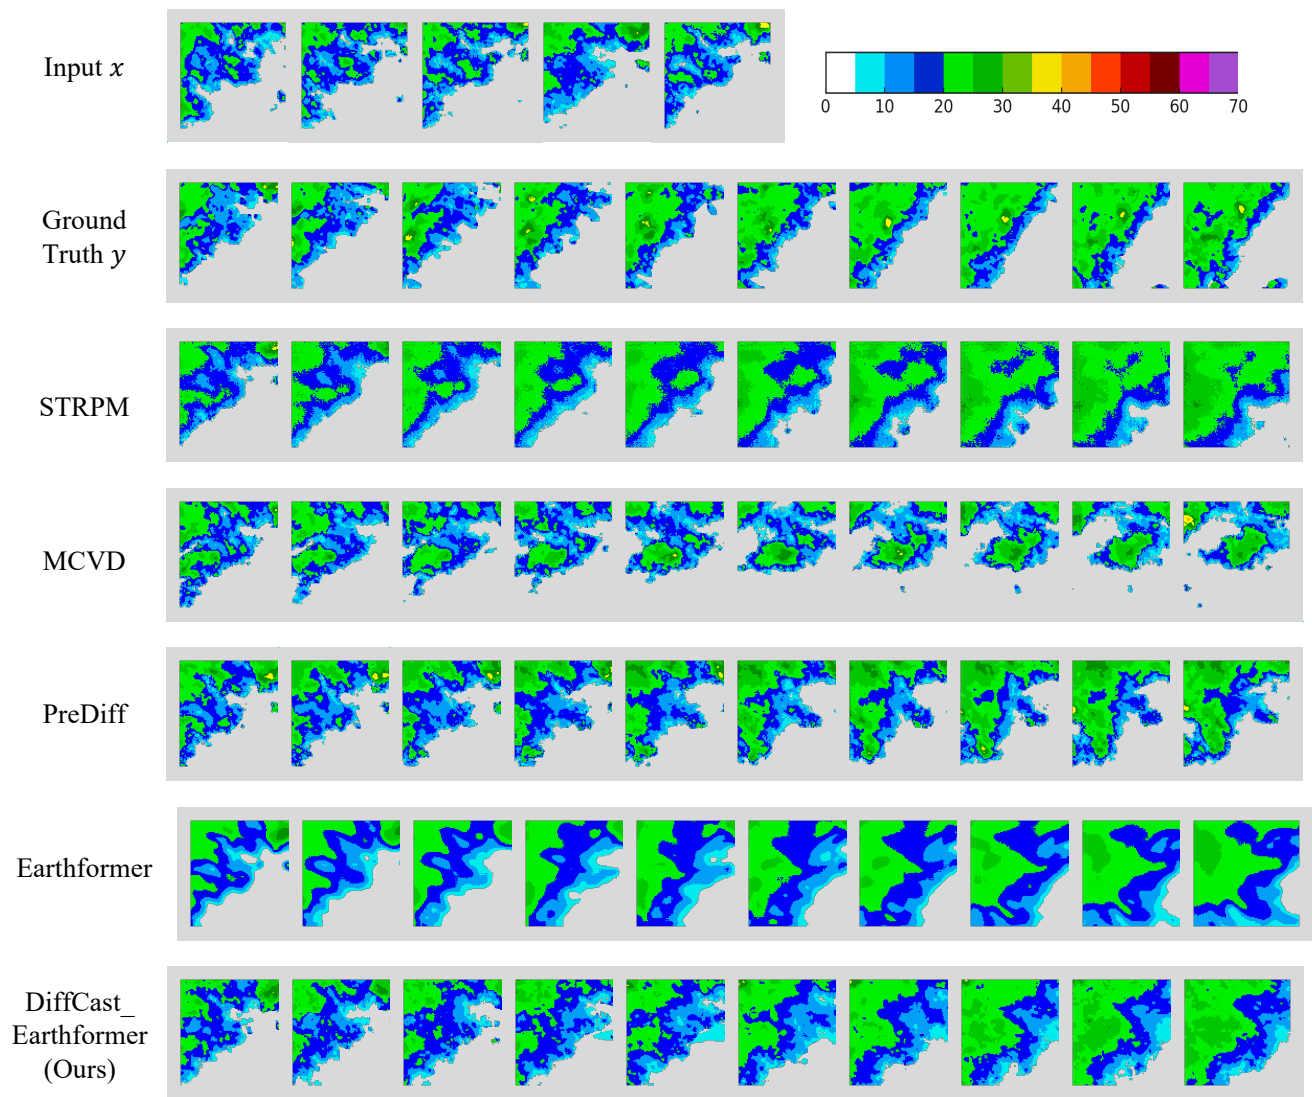 Input x
0 10 20 30 40 50 60 70
Ground
Truth y
STRPM
MCVD
PreDiff
Earthformer
DiffCast_
Earthformer
(Ours)